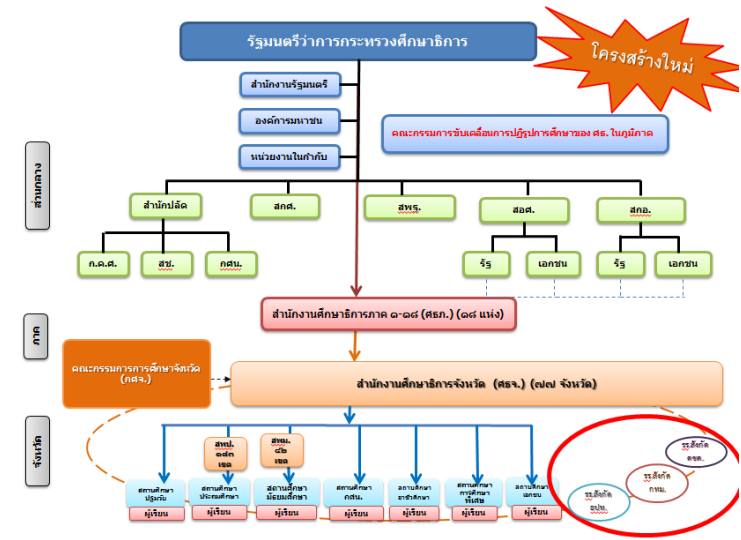 รัฐมนตรีว่าการกระทรวงศึกษาธิการ
โครงสร้างใหม่
สำนักงานรัฐมนตรี
องค์การมหาชน
คณะกรรมการขับเคลื่อนการปฏิรูปการศึกษาของ ศธ. ในภูมิภาค
หน่วยงานในกำกับ
ส่วนกลาง
สำนักปลัด
สกศ.
สพฐ.
สอศ.
สกอ.
ก.ค.ศ.
สช.
กศน.
รัฐ
เอกชน
รัฐ
เอกชน
ภาค
สำนักงานศึกษาธิการภาค ๑-๑๘ (ศธภ.) (๑๘ แห่ง)
คณะกรรมการการศึกษาจังหวัด
(กศจ.)
สำนักงานศึกษาธิการจังหวัด (ศธจ.) (๗๗ จังหวัด)
จังหวัด
สพป.
๑๘๓
เขต
สพม.
๔๒
เขต
สถานศึกษา
ปฐมวัย
สถานศึกษา
ประถมศึกษา
สถานศึกษา
มัธยมศึกษา
สถานศึกษา
กศน.
สถานศึกษา
อาชีวศึกษา
สถานศึกษา
การศึกษา
พิเศษ
สถานศึกษา
เอกชน
ผู้เรียน
ผู้เรียน
ผู้เรียน
ผู้เรียน
ผู้เรียน
ผู้เรียน
ผู้เรียน
รร.สังกัด
ตชด.
รร.สังกัด
กทม.
รร.สังกัด
อปท.